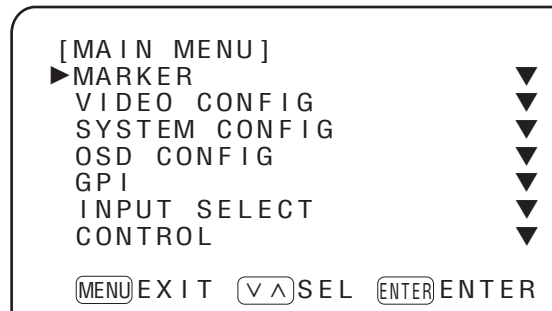 [MAIN MENU]
▶MARKER ▼
VIDEO CONFIG ▼
SYSTEM CONFIG ▼
OSD CONFIG ▼
GPI ▼
INPUT SELECT ▼
CONTROL ▼
MENU EXIT ∨∧ SEL ENTER ENTER